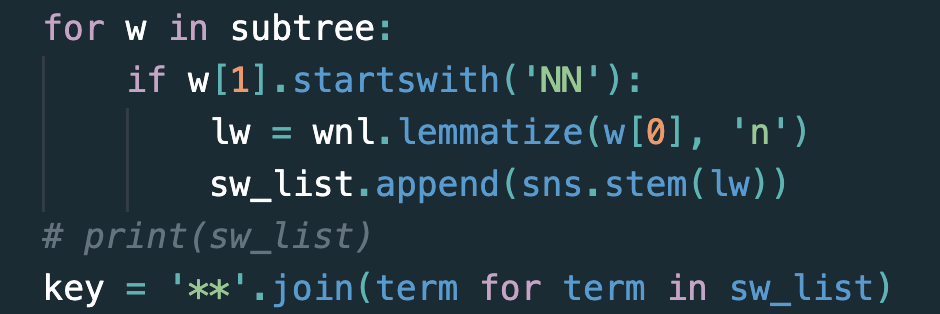 for w in subtree:
    if w[1].startswith('NN'):
        lw = wnl.lemmatize(w[0], 'n')
        sw_list.append(sns.stem(lw))
# print(sw_list)
key = '**'.join(term for term in sw_list)